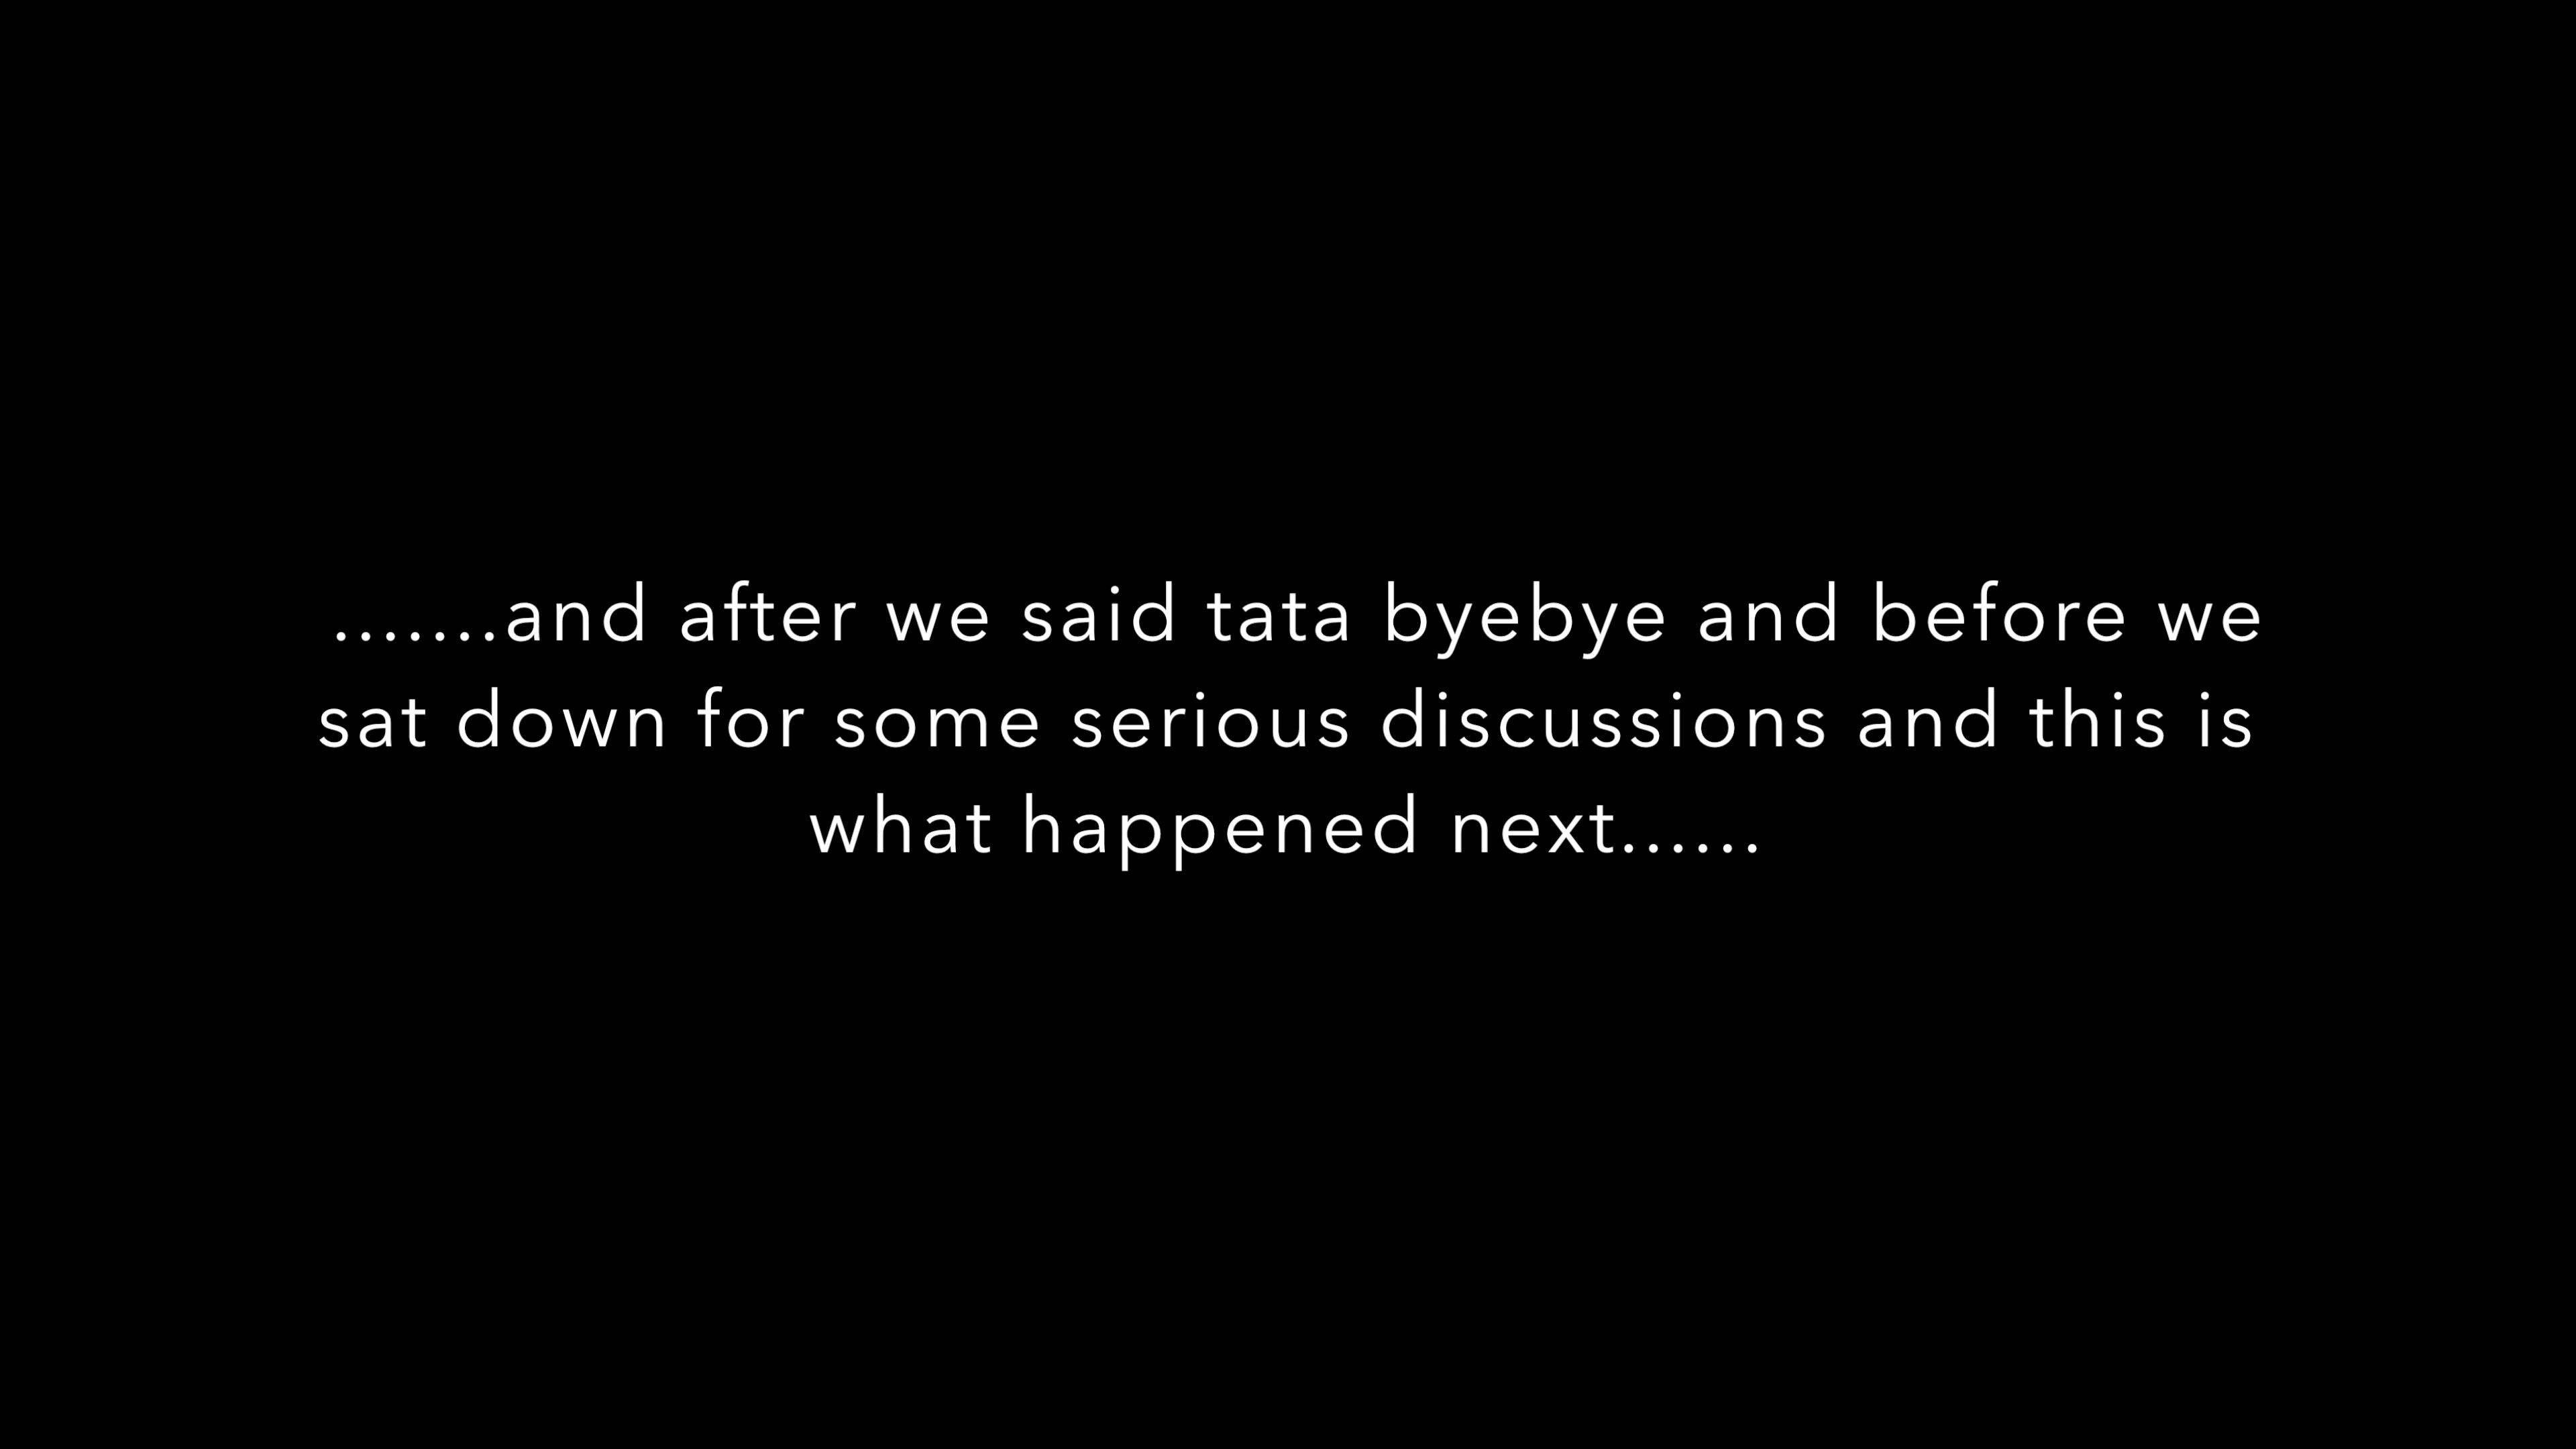 .......and after we said tata byebye and before we
sat down for some serious discussions and this is
what happened next......